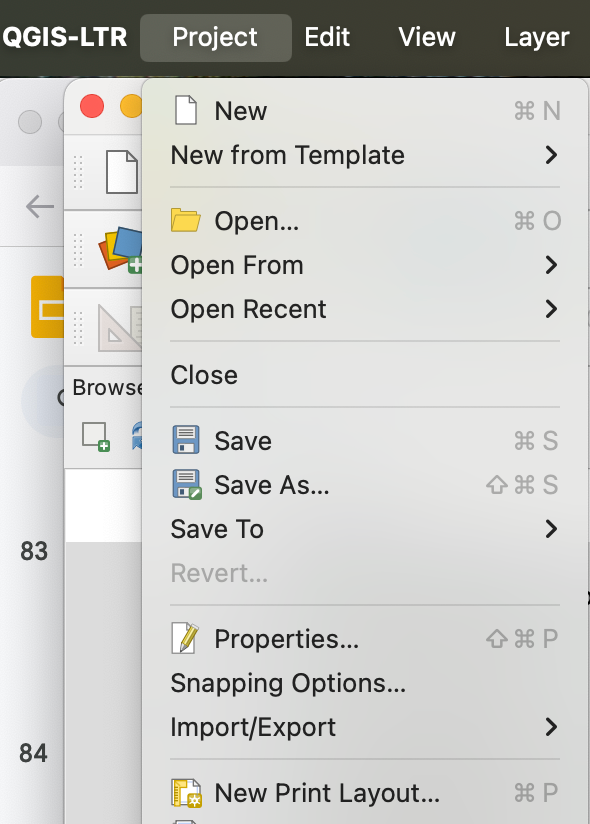 QGIS-LTR Project Edit View Layer
New ⌘ N
New from Template
Open... ⌘ O
Open From
Open Recent
Close
Browse
Save ⌘ S
Save As... ⇧ ⌘ S
Save To
83
Revert...
Properties... ⇧ ⌘ P
Snapping Options...
Import/Export
84
New Print Layout... ⌘ P